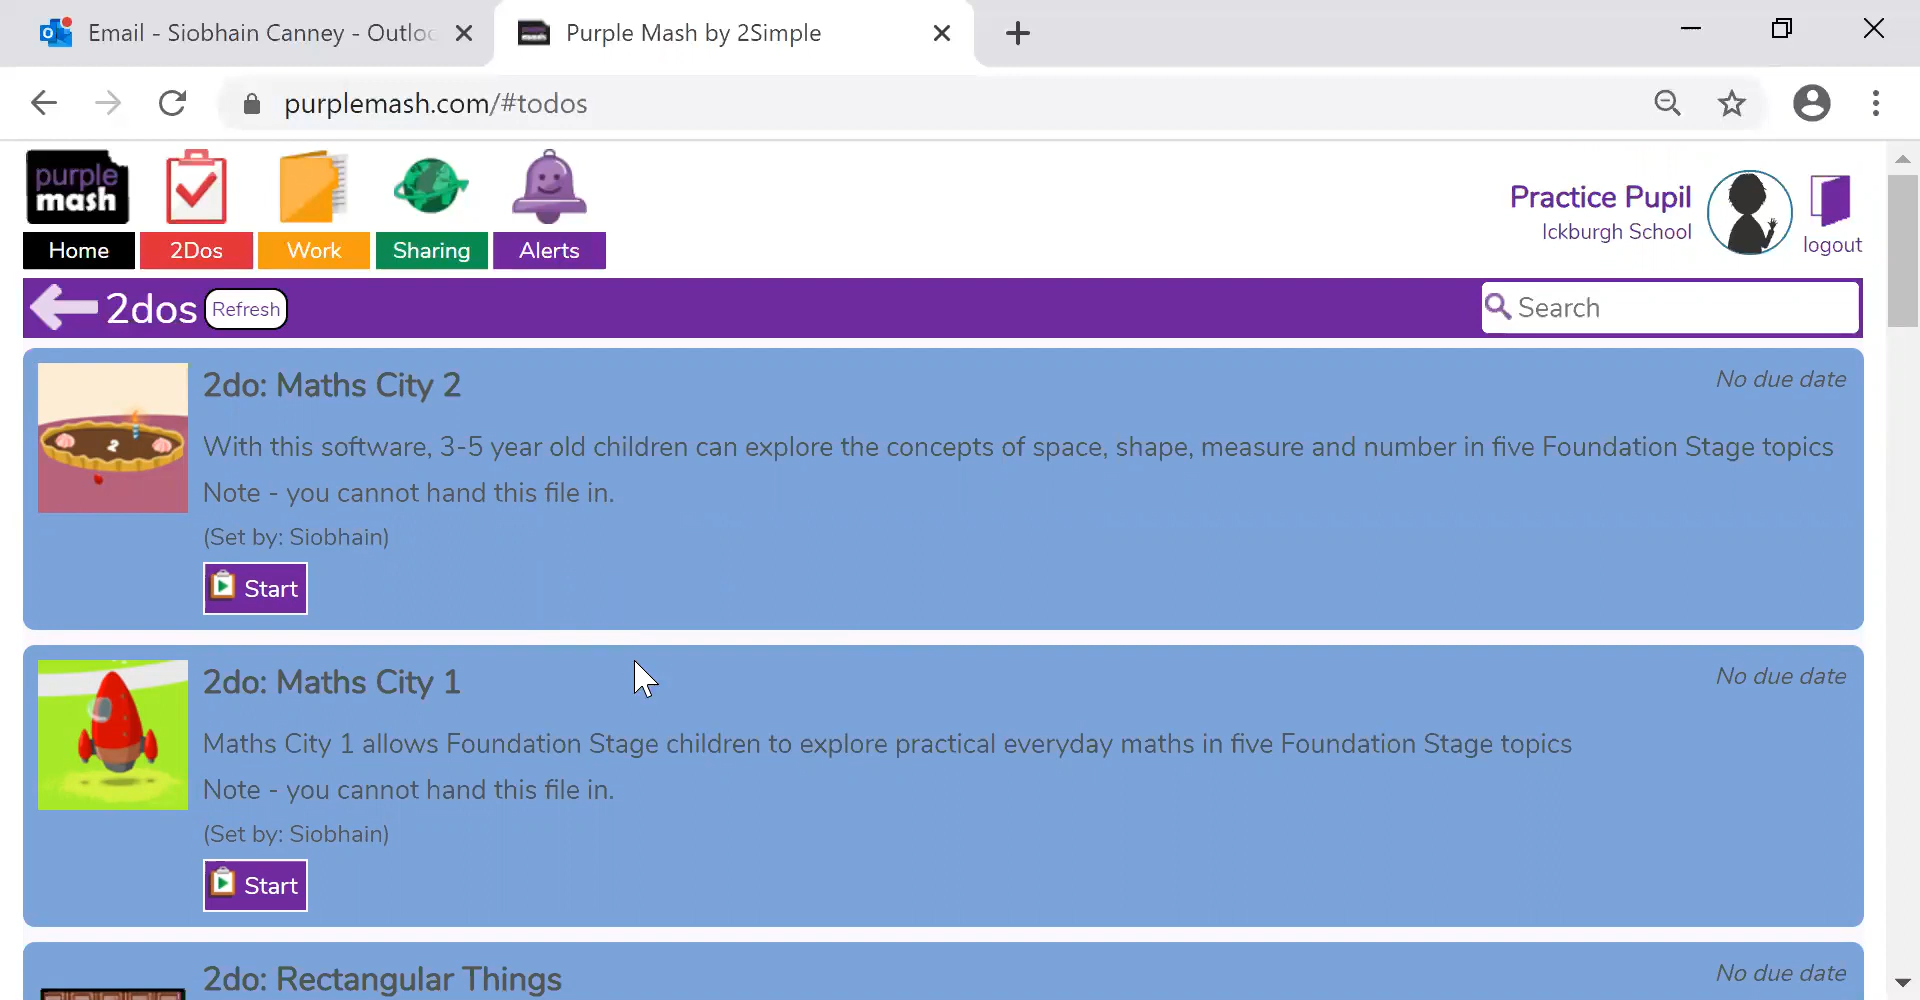 Email - Siobhain Canney - Outloo
Purple Mash by 2Simple
purplemash.com/#todos
purple
mash
Home
2Dos
Work
Sharing
Alerts
Practice Pupil
Ickburgh School
logout
2dos
Refresh
Search
2do: Maths City 2
No due date
2
With this software, 3-5 year old children can explore the concepts of space, shape, measure and number in five Foundation Stage topics
Note - you cannot hand this file in.
(Set by: Siobhain)
Start
2do: Maths City 1
No due date
Maths City 1 allows Foundation Stage children to explore practical everyday maths in five Foundation Stage topics
Note - you cannot hand this file in.
(Set by: Siobhain)
Start
2do: Rectangular Things
No due date